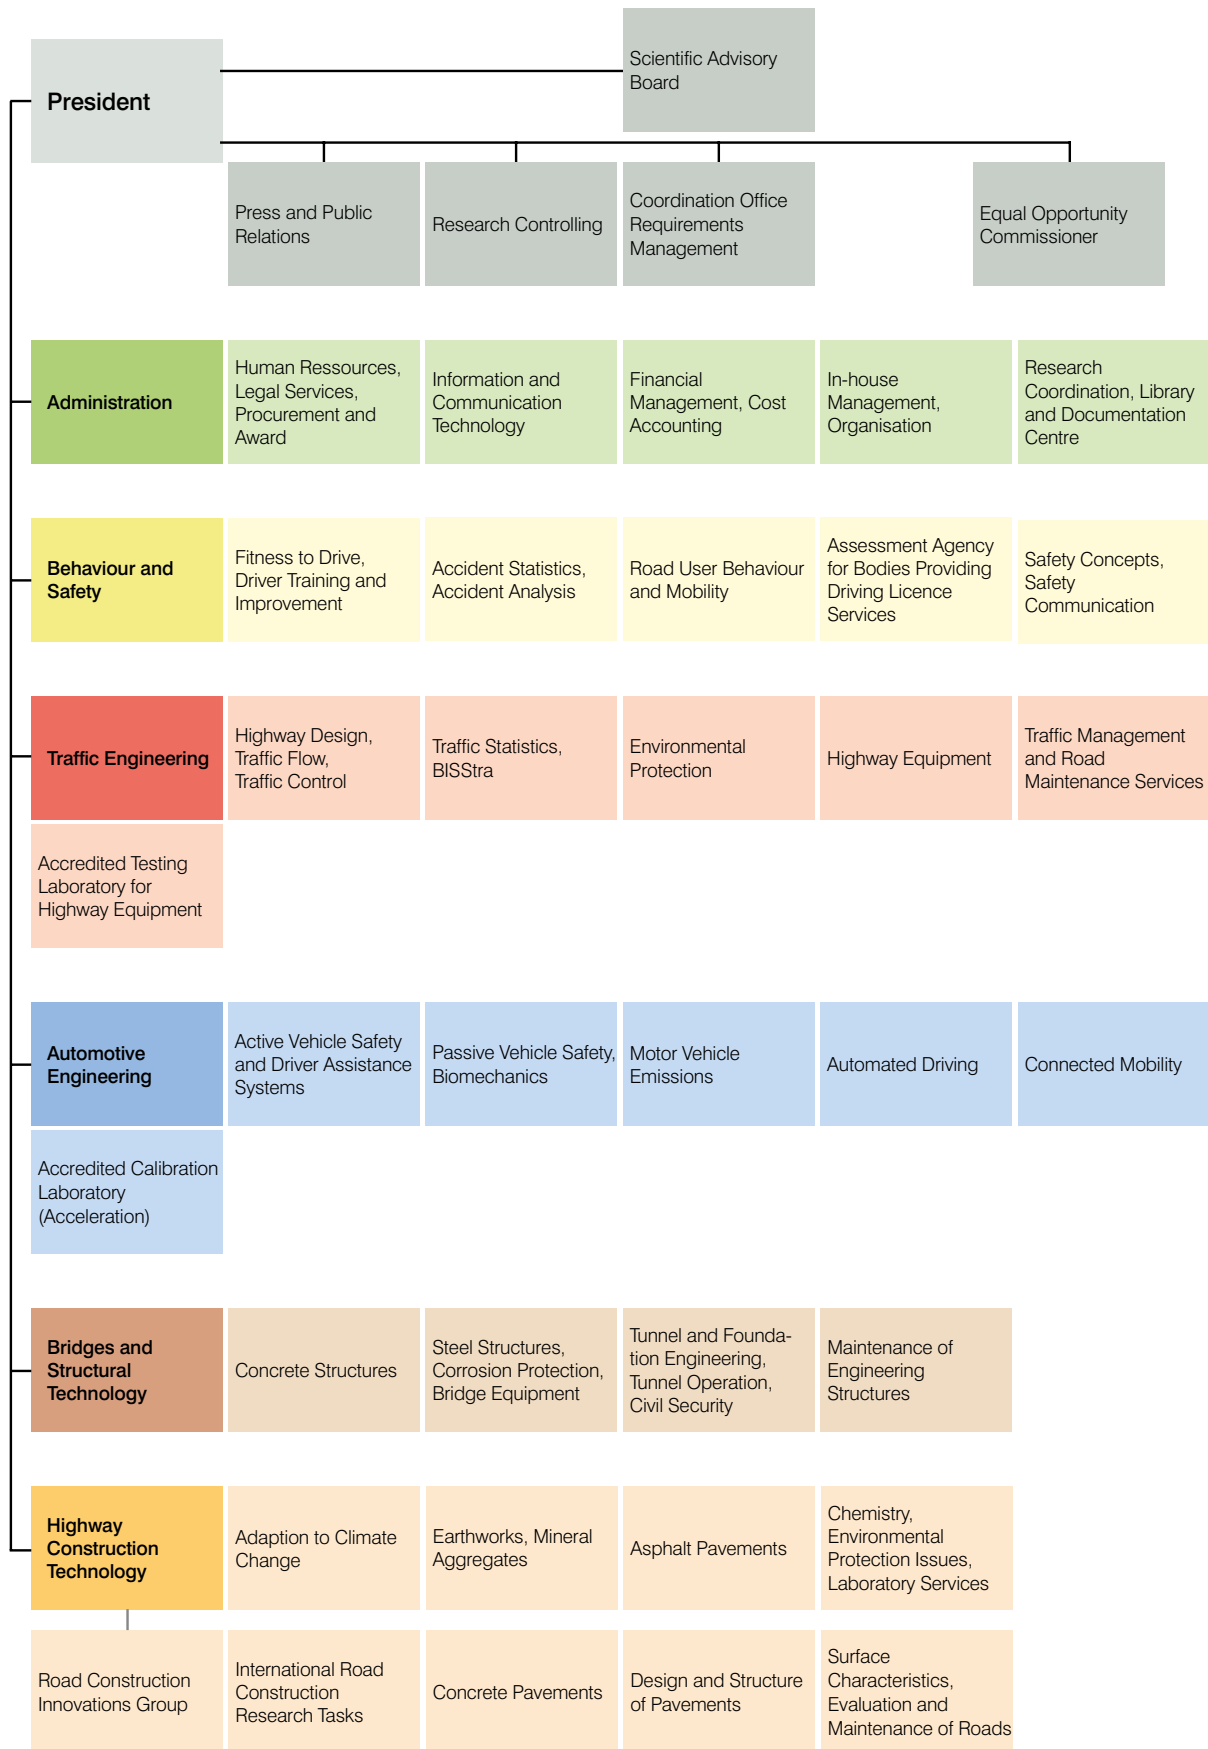 President
Scientific Advisory
Board
Press and Public
Relations
Research Controlling
Coordination Office
Requirements
Management
Equal Opportunity
Commissioner
Administration
Human Ressources,
Legal Services,
Procurement and
Award
Information and
Communication
Technology
Financial
Management, Cost
Accounting
In-house
Management,
Organisation
Research
Coordination, Library
and Documentation
Centre
Behaviour and
Safety
Fitness to Drive,
Driver Training and
Improvement
Accident Statistics,
Accident Analysis
Road User Behaviour
and Mobility
Assessment Agency
for Bodies Providing
Driving Licence
Services
Safety Concepts,
Safety
Communication
Traffic Engineering
Highway Design,
Traffic Flow,
Traffic Control
Traffic Statistics,
BISStra
Environmental
Protection
Highway Equipment
Traffic Management
and Road
Maintenance Services
Accredited Testing
Laboratory for
Highway Equipment
Automotive
Engineering
Active Vehicle Safety
and Driver Assistance
Systems
Passive Vehicle Safety,
Biomechanics
Motor Vehicle
Emissions
Automated Driving
Connected Mobility
Accredited Calibration
Laboratory
(Acceleration)
Bridges and
Structural
Technology
Concrete Structures
Steel Structures,
Corrosion Protection,
Bridge Equipment
Tunnel and Founda-
tion Engineering,
Tunnel Operation,
Civil Security
Maintenance of
Engineering
Structures
Highway
Construction
Technology
Adaption to Climate
Change
Earthworks, Mineral
Aggregates
Asphalt Pavements
Chemistry,
Environmental
Protection Issues,
Laboratory Services
Road Construction
Innovations Group
International Road
Construction
Research Tasks
Concrete Pavements
Design and Structure
of Pavements
Surface
Characteristics,
Evaluation and
Maintenance of Roads